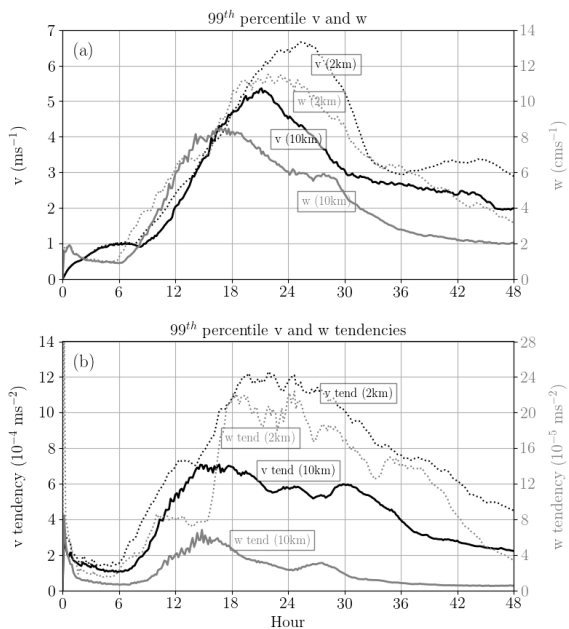 99th percentile v and w
7
6
5
4
3
2
1
0
v (ms−1)
(a)
v (2km)
w (2km)
v (10km)
w (10km)
14
12
10
8
6
4
2
0
w (cms−1)
0 6 12 18 24 30 36 42 48
99th percentile v and w tendencies
14
12
10
8
6
4
2
0
v tendency (10−4 ms−2)
(b)
v tend (2km)
w tend (2km)
v tend (10km)
w tend (10km)
28
24
20
16
12
8
4
0
w tendency (10−5 ms−2)
0 6 12 18 24 30 36 42 48
Hour